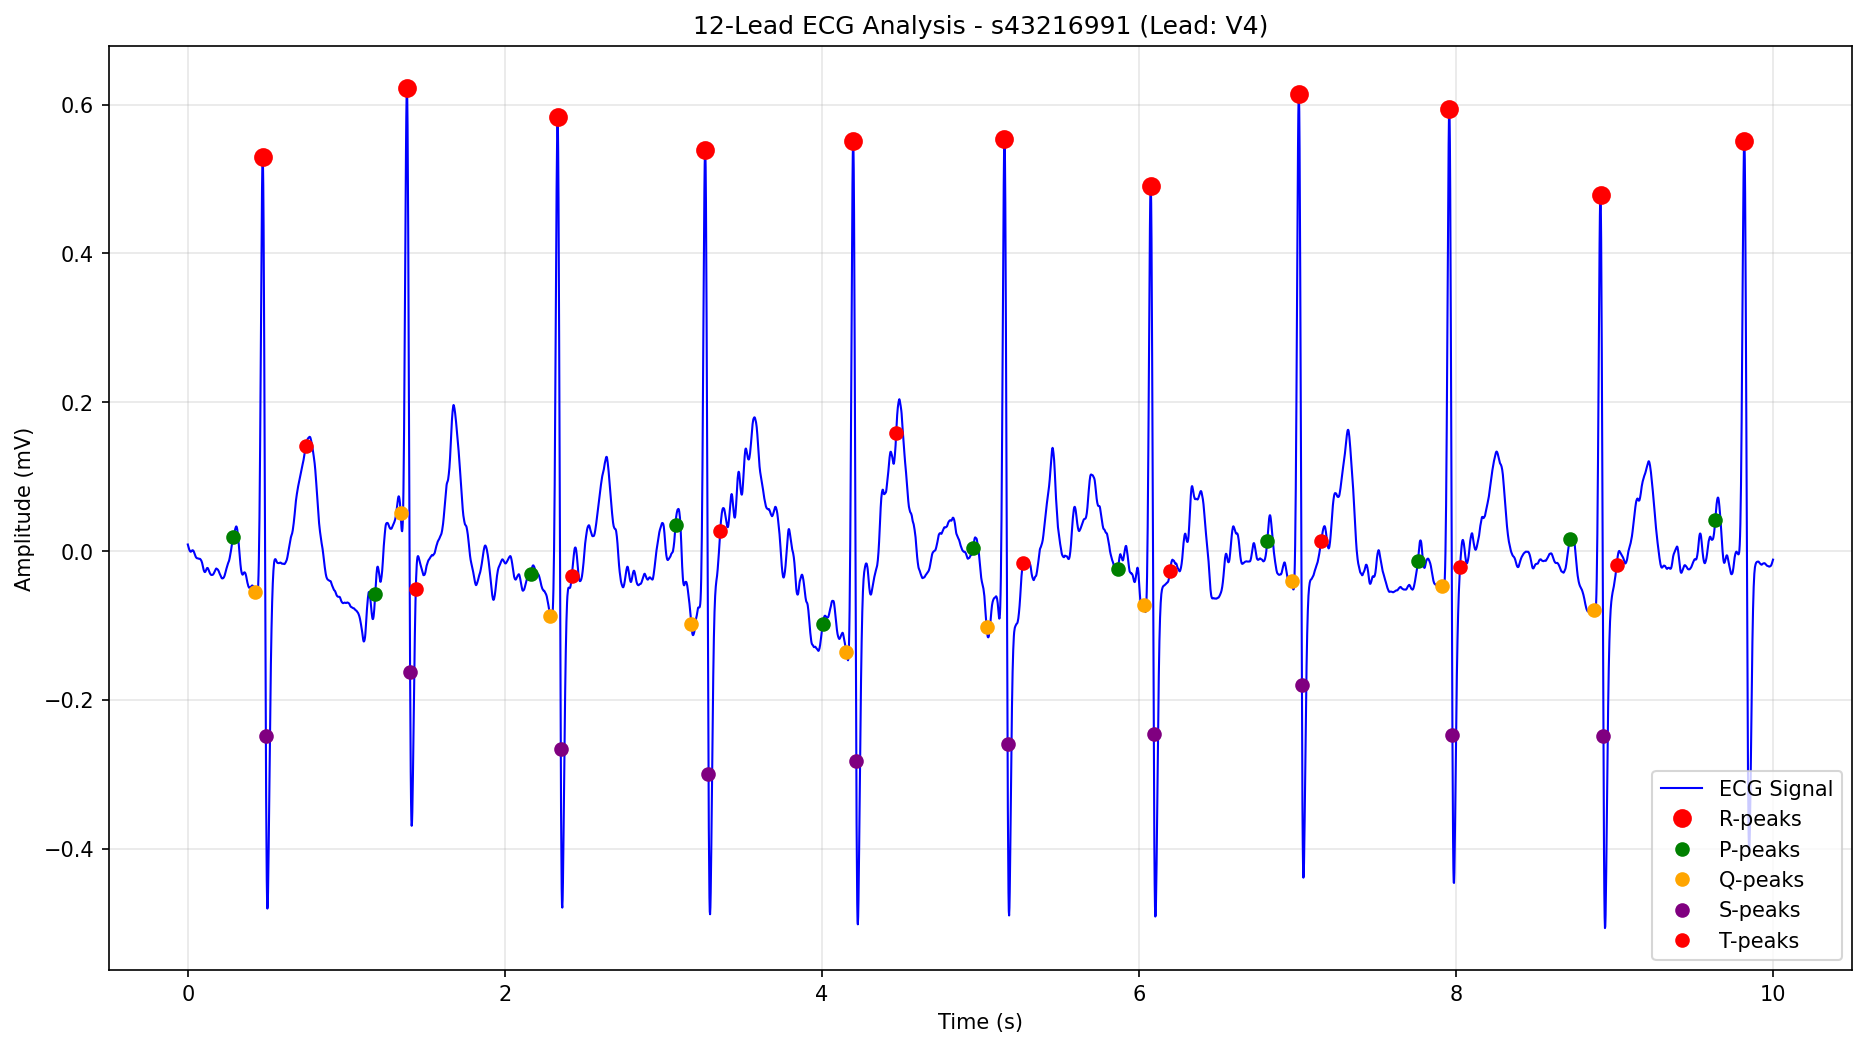 12-Lead ECG Analysis - s43216991 (Lead: V4)
Amplitude (mV)
0.6
0.4
0.2
0.0
−0.2
−0.4
0 2 4 6 8 10
Time (s)
ECG Signal
R-peaks
P-peaks
Q-peaks
S-peaks
T-peaks